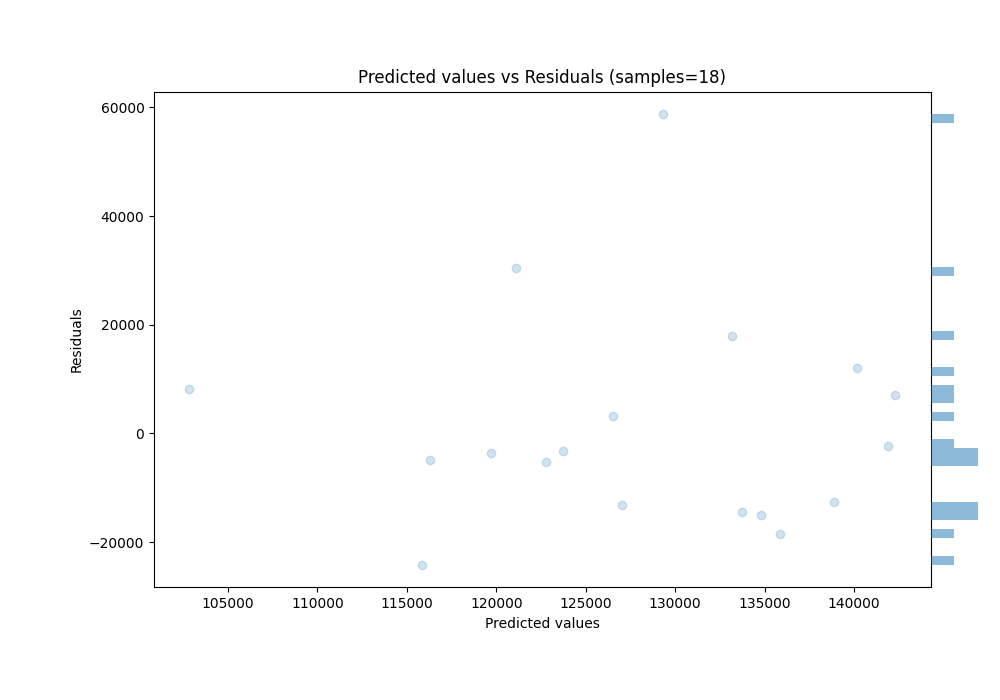 Predicted values vs Residuals (samples=18)
60000
40000
20000
0
−20000
Residuals
105000 110000 115000 120000 125000 130000 135000 140000
Predicted values